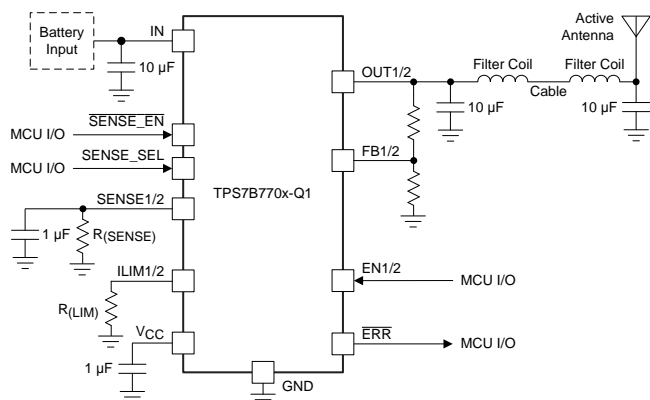 Battery
Input
IN
10 µF
MCU I/O
SENSE_EN
MCU I/O
SENSE_SEL
SENSE1/2
1 µF
R(SENSE)
ILIM1/2
R(LIM)
VCC
1 µF
TPS7B770x-Q1
GND
Active
Antenna
OUT1/2
Filter Coil
Filter Coil
Cable
10 µF
10 µF
FB1/2
EN1/2
MCU I/O
ERR
MCU I/O